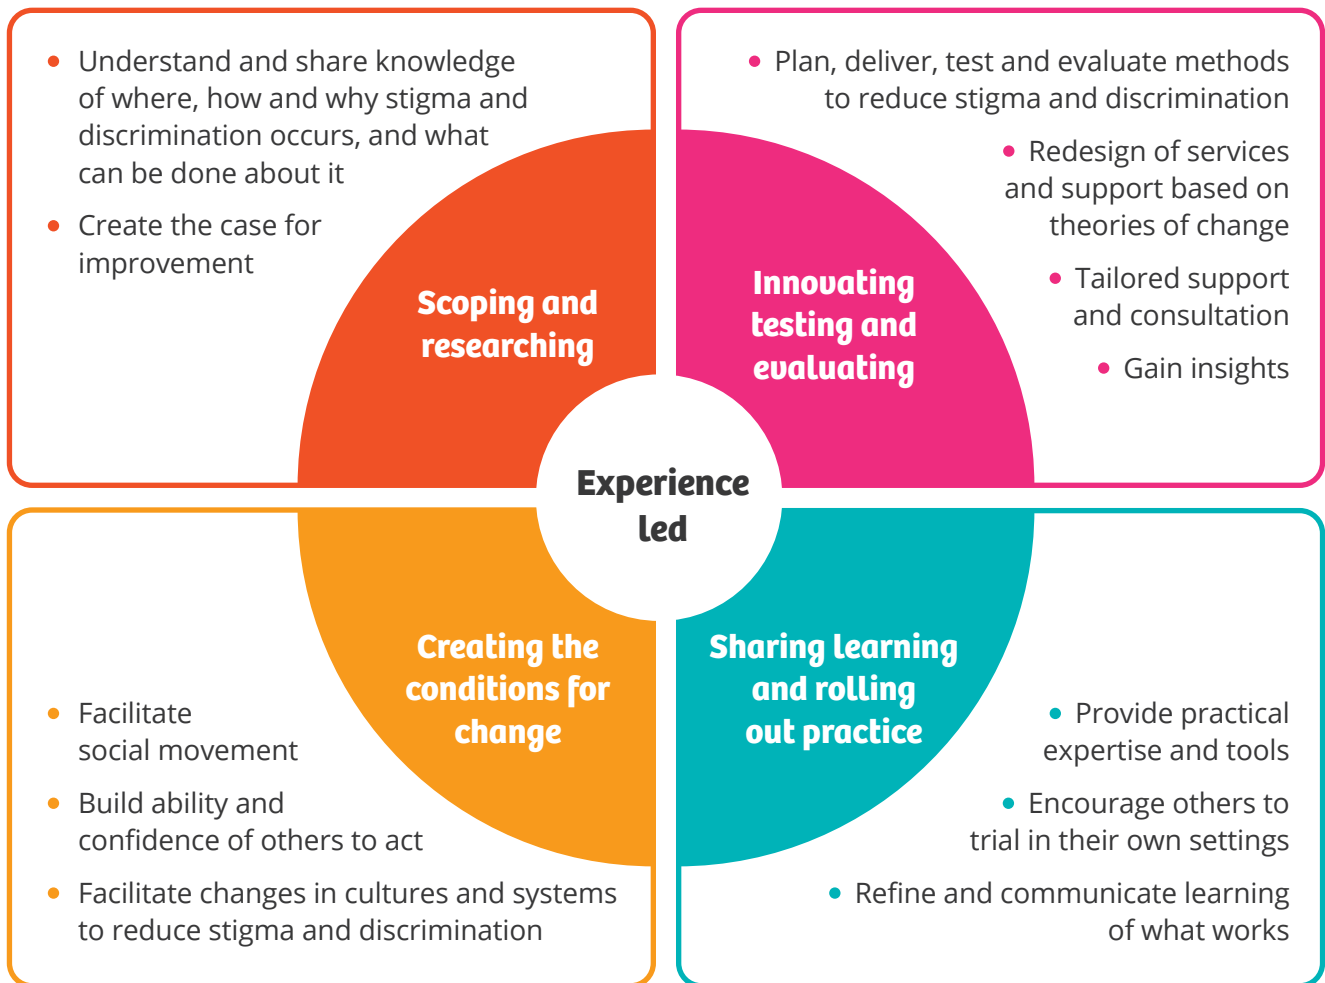 • Understand and share knowledge
of where, how and why stigma and
discrimination occurs, and what
can be done about it
• Create the case for
improvement
Scoping and
researching
• Plan, deliver, test and evaluate methods
to reduce stigma and discrimination
• Redesign of services
and support based on
theories of change
• Tailored support
and consultation
• Gain insights
Innovating
testing and
evaluating
Experience
led
Creating the
conditions for
change
• Facilitate
social movement
• Build ability and
confidence of others to act
• Facilitate changes in cultures and systems
to reduce stigma and discrimination
Sharing learning
and rolling
out practice
• Provide practical
expertise and tools
• Encourage others to
trial in their own settings
• Refine and communicate learning
of what works